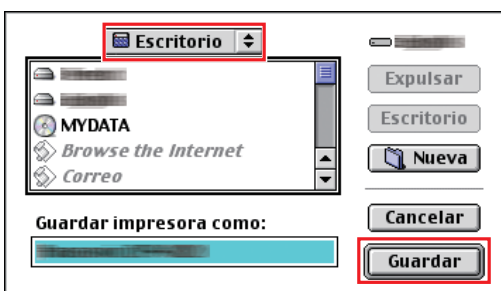 Escritorio
MYDATA
Browse the Internet
Correo
Guardar impresora como:
Expulsar
Escritorio
Nueva
Cancelar
Guardar